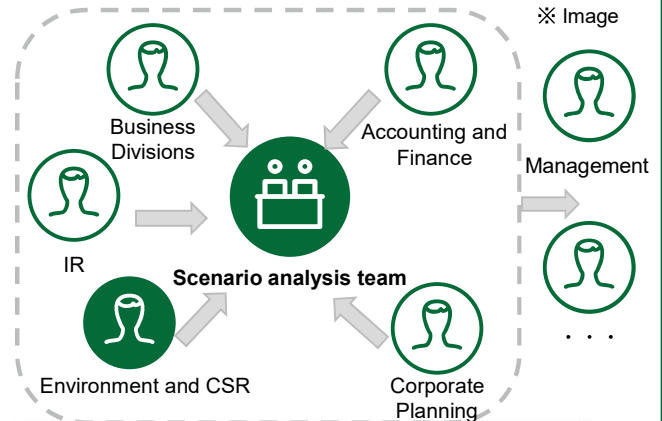 ※ Image
Business
Divisions
Accounting and
Finance
Management
IR
Scenario analysis team
Environment and CSR
Corporate
Planning
・・・